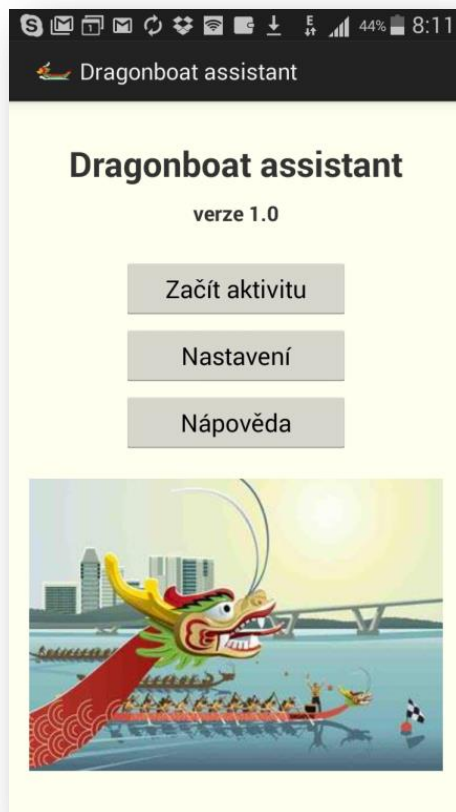 44% 8:11
Dragonboat assistant
Dragonboat assistant
verze 1.0
Začít aktivitu
Nastavení
Nápověda